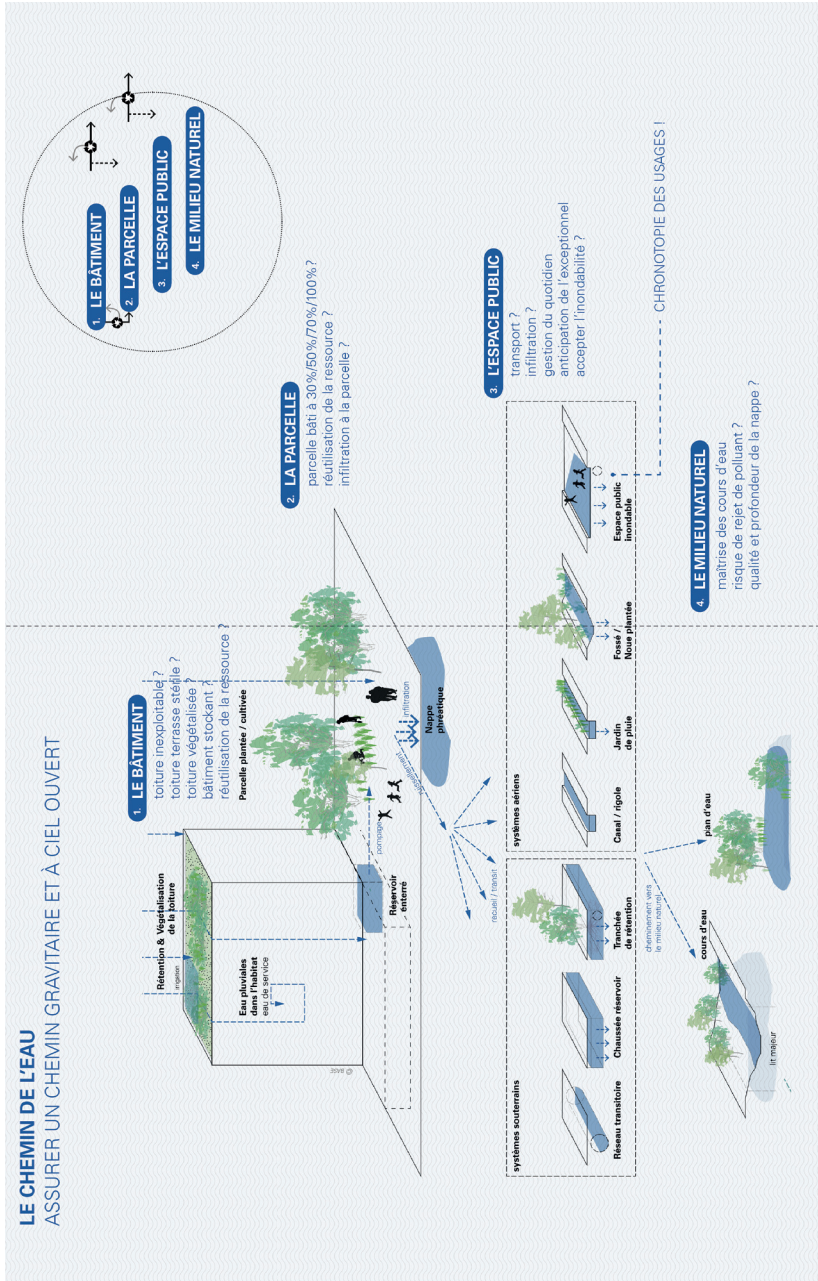 LE CHEMIN DE L'EAU
ASSURER UN CHEMIN GRAVITAIRE ET À CIEL OUVERT
1. LE BÂTIMENT
2. LA PARCELLE
3. L'ESPACE PUBLIC
4. LE MILIEU NATUREL
1. LE BÂTIMENT
toiture inexploitable ?
toiture terrasse stérile ?
toiture végétalisée ?
bâtiment stockant ?
réutilisation de la ressource ?
Rétention & Végétalisation
de la toiture
irrigation
Eau pluviales
dans l'habitat
eau de service
© BASE
Parcelle plantée / cultivée
pompage
Réservoir
enterré
infiltration
ruissellement
Nappe
phréatique
2. LA PARCELLE
parcelle bâti à 30%/50%/70%/100% ?
réutilisation de la ressource ?
infiltration à la parcelle ?
recueil / transit
3. L'ESPACE PUBLIC
transport ?
infiltration ?
gestion du quotidien
anticipation de l'exceptionnel
accepter l'inondabilité ?
systèmes souterrains
Réseau transitoire
Chaussée réservoir
Tranchée
de rétention
systèmes aériens
Canal / rigole
Jardin
de pluie
Fossé /
Noue plantée
Espace public
inondable
CHRONOTOPIE DES USAGES !
cheminement vers
le milieu naturel
cours d'eau
lit majeur
plan d'eau
4. LE MILIEU NATUREL
maîtrise des cours d'eau
risque de rejet de polluant ?
qualité et profondeur de la nappe ?